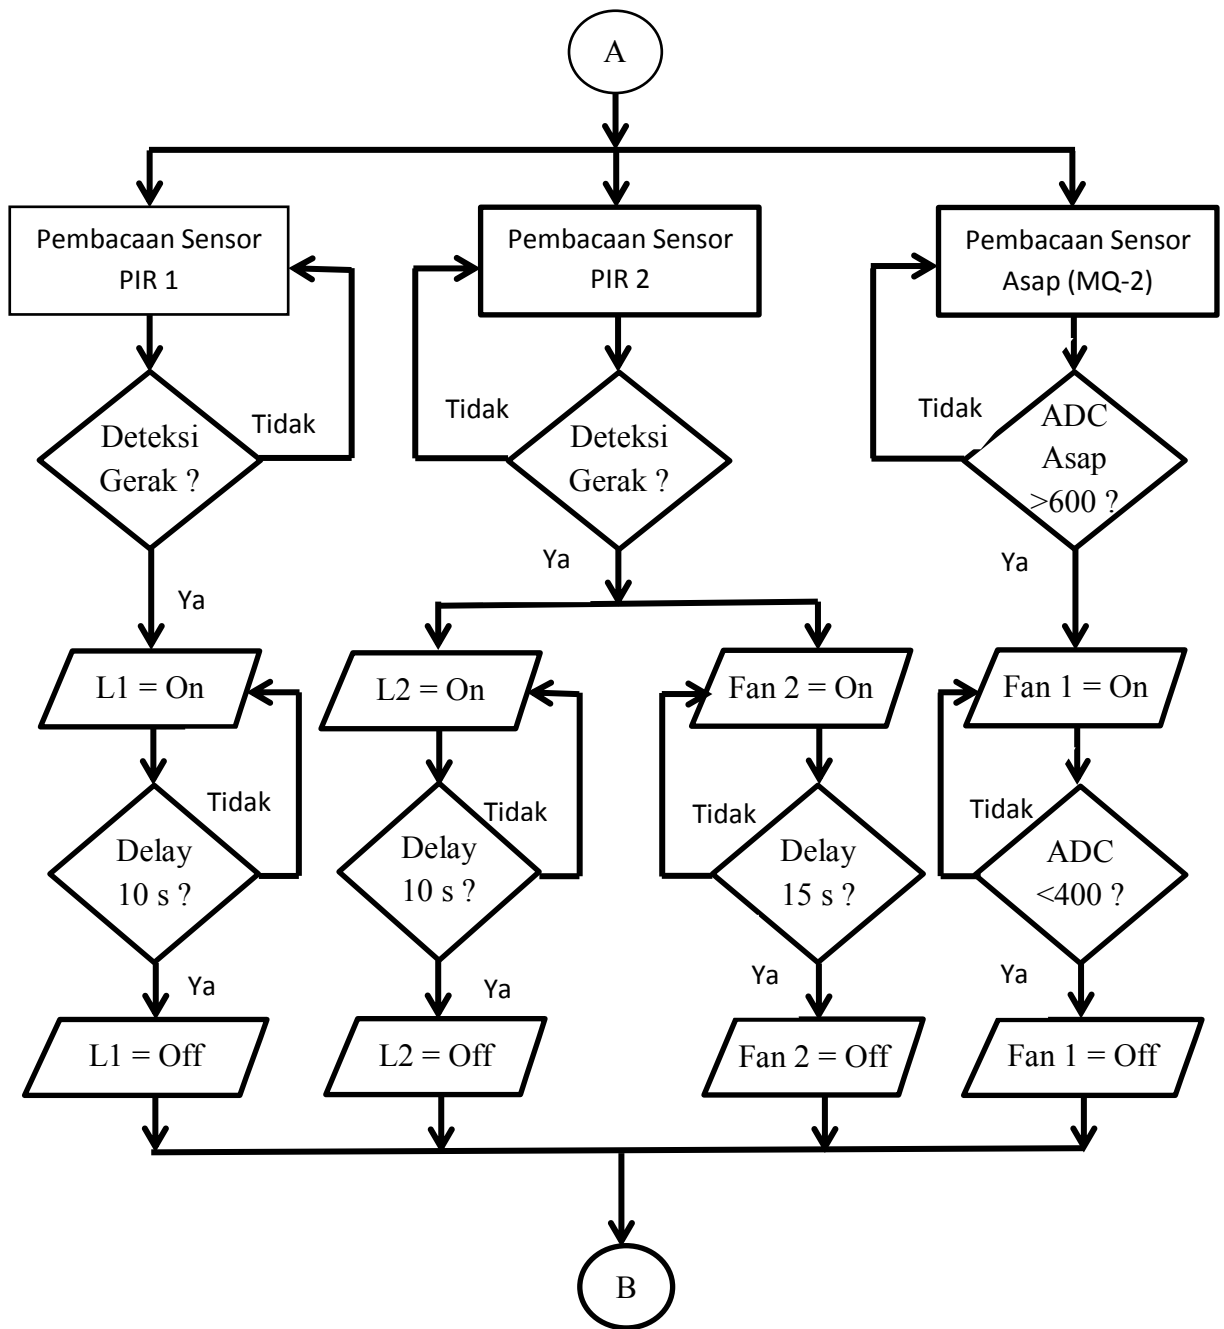 A
Pembacaan Sensor
PIR 1
Pembacaan Sensor
PIR 2
Pembacaan Sensor
Asap (MQ-2)
Deteksi
Gerak ?
Tidak
Tidak
Deteksi
Gerak ?
Tidak
ADC
Asap
>600 ?
Ya
Ya
Ya
L1 = On
L2 = On
Fan 2 = On
Fan 1 = On
Delay
10 s ?
Tidak
Delay
10 s ?
Tidak
Tidak
Delay
15 s ?
Tidak
ADC
<400 ?
Ya
Ya
Ya
Ya
L1 = Off
L2 = Off
Fan 2 = Off
Fan 1 = Off
B